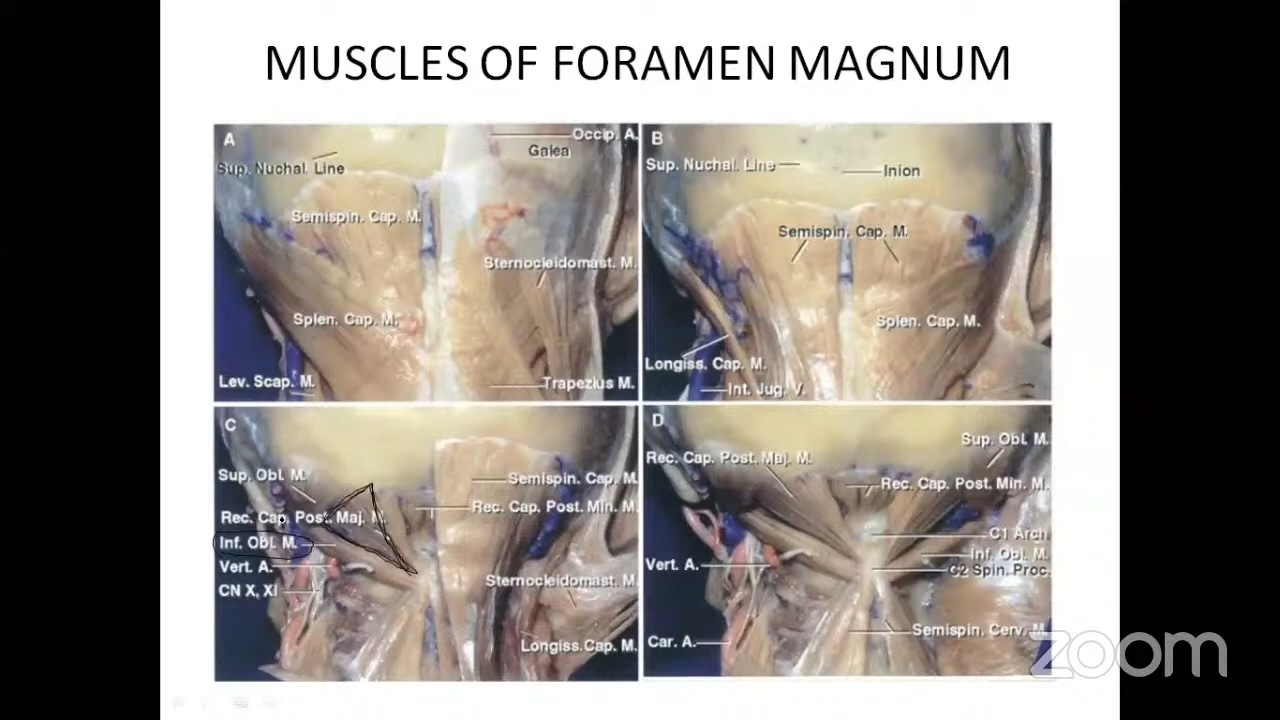 MUSCLES OF FORAMEN MAGNUM
A
Occip. A.
Galea
Sup. Nuchal Line
Semispin. Cap. M.
Sternocleidomast. M.
Splen. Cap. M.
Lev. Scap. M.
Trapezius M.
B
Sup. Nuchal Line
Inion
Semispin. Cap. M.
Splen. Cap. M.
Longiss. Cap. M.
Int. Jug. V.
C
Sup. Obl. M.
Semispin. Cap. M.
Rec. Cap. Post. Min. M.
Rec. Cap. Post. Maj. M.
Inf. Obl. M.
Vert. A.
CN X, XI
Sternocleidomast. M.
Longiss. Cap. M.
D
Sup. Obl. M.
Rec. Cap. Post. Maj. M.
Rec. Cap. Post. Min. M.
C1 Arch
Inf. Obl. M.
Vert. A.
C2 Spin. Proc.
Semispin. Cerv. M.
Car. A.
zoom